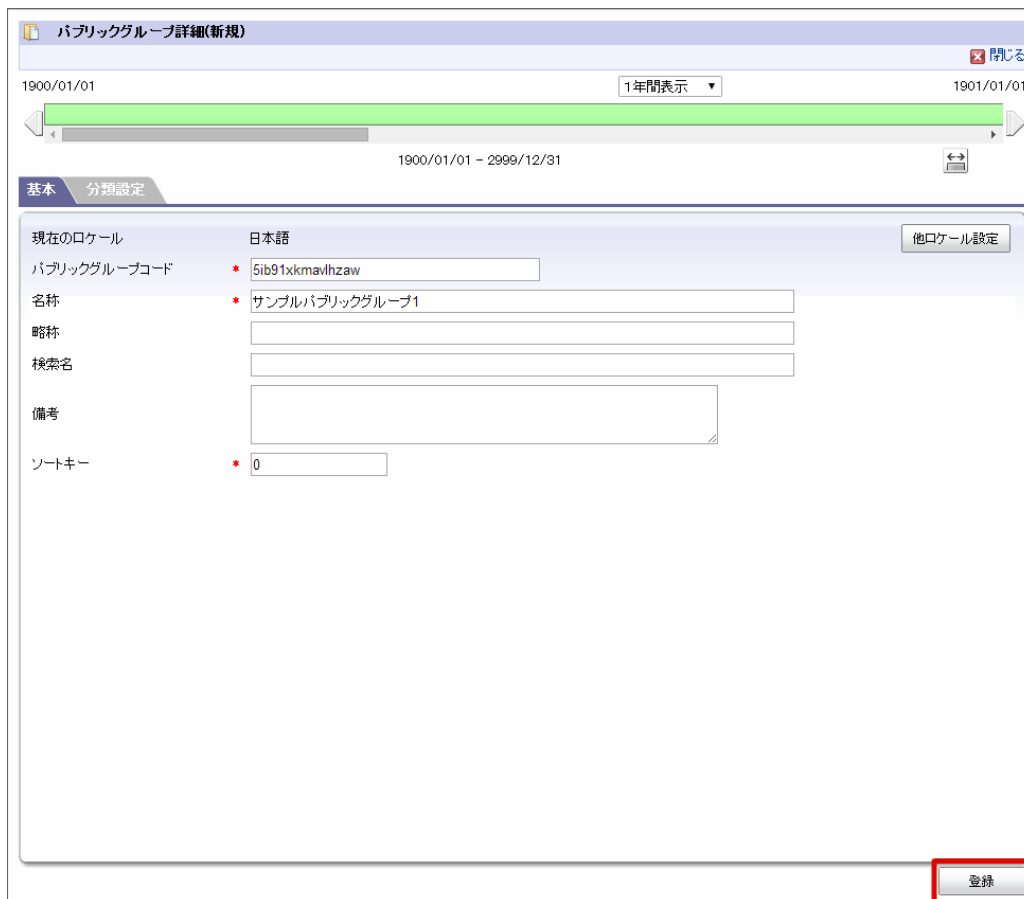 パブリックグループ詳細(新規)
閉じる
1900/01/01 1年間表示 ▼ 1901/01/01
1900/01/01 - 2999/12/31
基本 分類設定
現在のロケール 日本語 他ロケール設定
パブリックグループコード * 5ib91xkmavlhzaw
名称 * サンプルパブリックグループ1
略称
検索名
備考
ソートキー * 0
登録